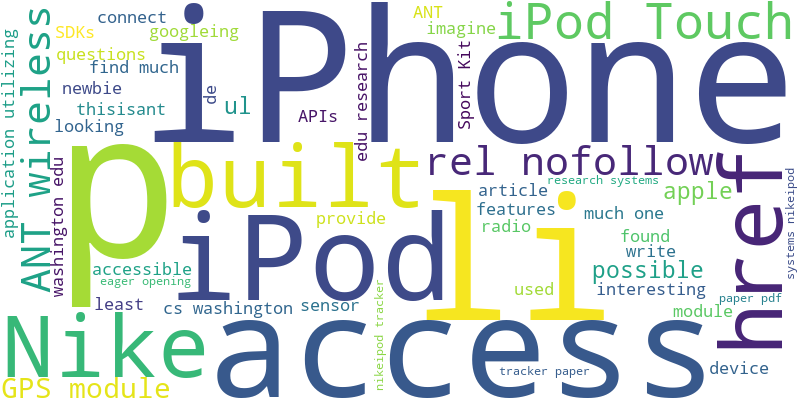 connect
ANT
iPod Touch
SDKs
googleing
imagine
questions
find much
iPhone
newbie
de
APIs
edu research
Sport Kit
thisisant
ul
looking
application utilizing
ANT wireless
p
built
rel nofollow
href
research systems
article
apple
washington edu
iPod
li
provide
features
much one
systems nikeipod
radio
found
write
accessible
possible
eager opening
used
interesting
least
cs washington
sensor
nikeipod tracker
paper pdf
module
Nike
access
GPS module
tracker paper
device